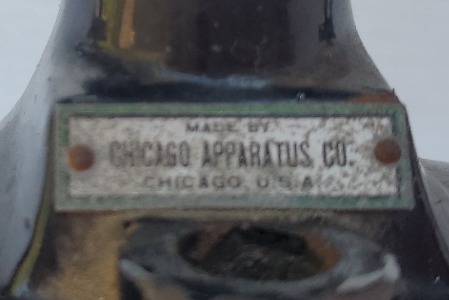 MADE BY
CHICAGO APPARATUS CO.
CHICAGO U.S.A.